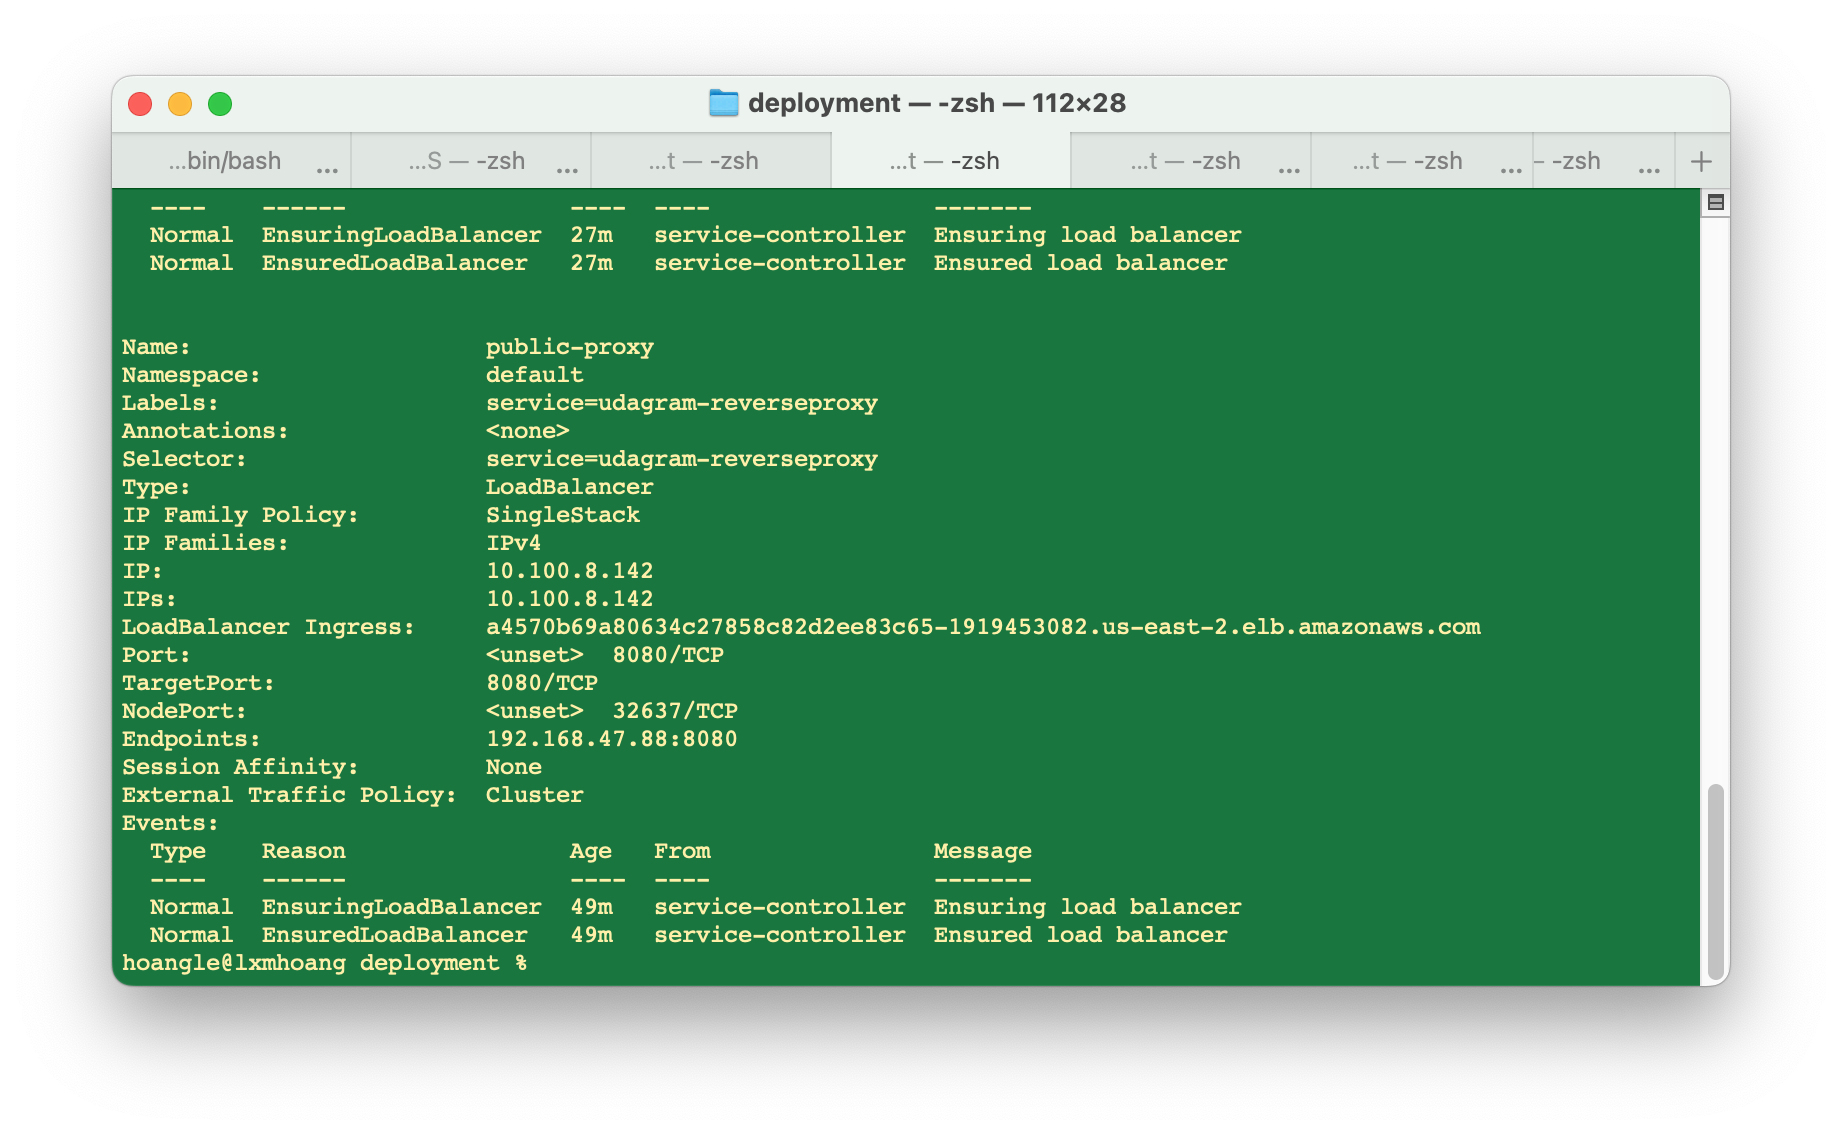 deployment — -zsh — 112×28
...bin/bash ... ...S — -zsh ... ...t — -zsh ...t — -zsh ...t — -zsh ... ...t — -zsh ... – -zsh ... +
  ----    ------                ----  ----                -------
  Normal  EnsuringLoadBalancer  27m   service-controller  Ensuring load balancer
  Normal  EnsuredLoadBalancer   27m   service-controller  Ensured load balancer
Name:                     public-proxy
Namespace:                default
Labels:                   service=udagram-reverseproxy
Annotations:              <none>
Selector:                 service=udagram-reverseproxy
Type:                     LoadBalancer
IP Family Policy:         SingleStack
IP Families:              IPv4
IP:                       10.100.8.142
IPs:                      10.100.8.142
LoadBalancer Ingress:     a4570b69a80634c27858c82d2ee83c65-1919453082.us-east-2.elb.amazonaws.com
Port:                     <unset>  8080/TCP
TargetPort:               8080/TCP
NodePort:                 <unset>  32637/TCP
Endpoints:                192.168.47.88:8080
Session Affinity:         None
External Traffic Policy:  Cluster
Events:
  Type    Reason                Age   From                Message
  ----    ------                ----  ----                -------
  Normal  EnsuringLoadBalancer  49m   service-controller  Ensuring load balancer
  Normal  EnsuredLoadBalancer   49m   service-controller  Ensured load balancer
hoangle@lxmhoang deployment %